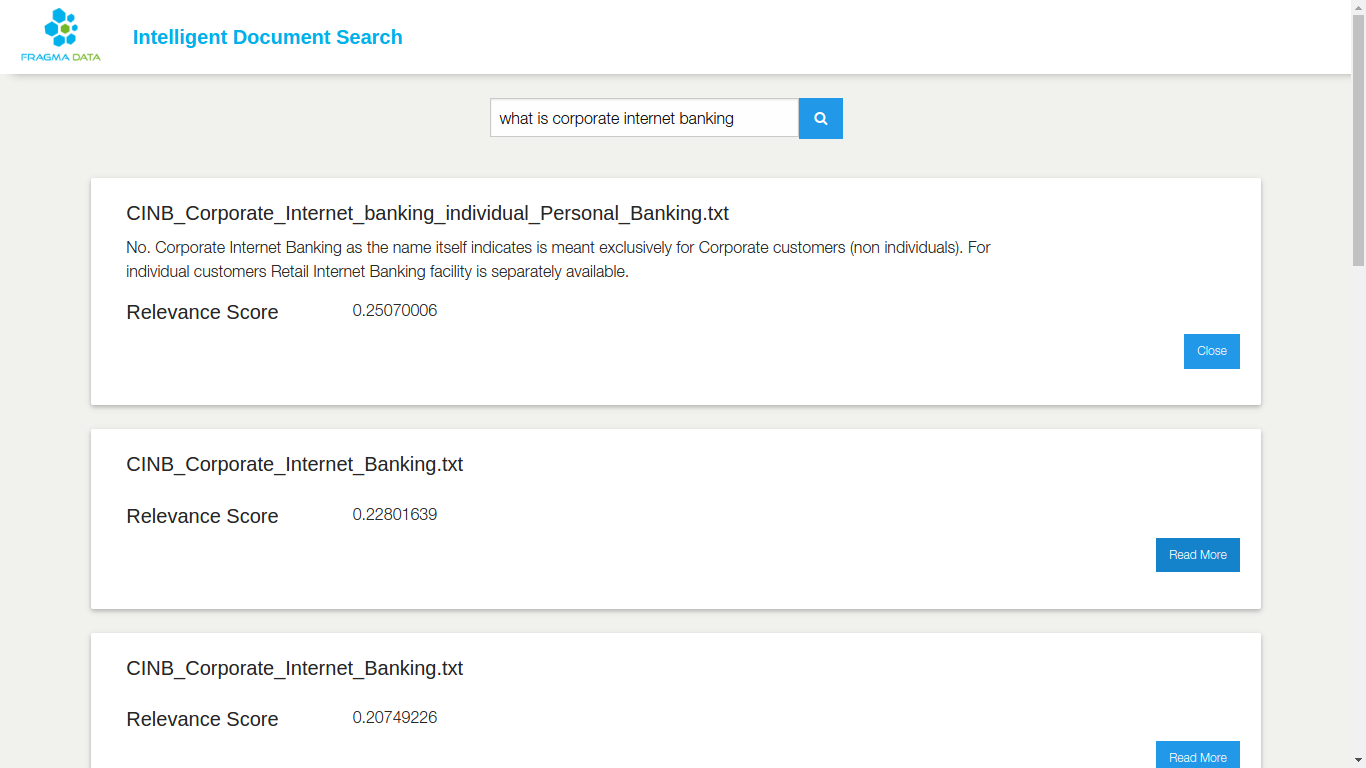 Intelligent Document Search
FRAGMA DATA
what is corporate internet banking
CINB_Corporate_Internet_banking_individual_Personal_Banking.txt
No. Corporate Internet Banking as the name itself indicates is meant exclusively for Corporate customers (non individuals). For
individual customers Retail Internet Banking facility is separately available.
Relevance Score 0.25070006
Close
CINB_Corporate_Internet_Banking.txt
Relevance Score 0.22801639
Read More
CINB_Corporate_Internet_Banking.txt
Relevance Score 0.20749226
Read More